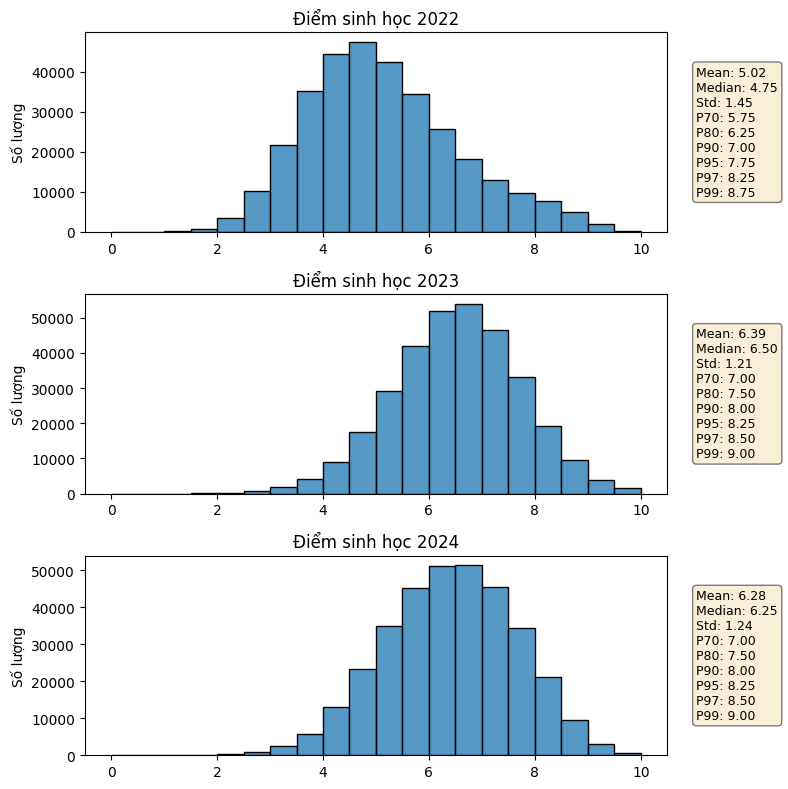 Điểm sinh học 2022
Số lượng
40000
30000
20000
10000
0
0 2 4 6 8 10
Mean: 5.02
Median: 4.75
Std: 1.45
P70: 5.75
P80: 6.25
P90: 7.00
P95: 7.75
P97: 8.25
P99: 8.75
Điểm sinh học 2023
Số lượng
50000
40000
30000
20000
10000
0
0 2 4 6 8 10
Mean: 6.39
Median: 6.50
Std: 1.21
P70: 7.00
P80: 7.50
P90: 8.00
P95: 8.25
P97: 8.50
P99: 9.00
Điểm sinh học 2024
Số lượng
50000
40000
30000
20000
10000
0
0 2 4 6 8 10
Mean: 6.28
Median: 6.25
Std: 1.24
P70: 7.00
P80: 7.50
P90: 8.00
P95: 8.25
P97: 8.50
P99: 9.00